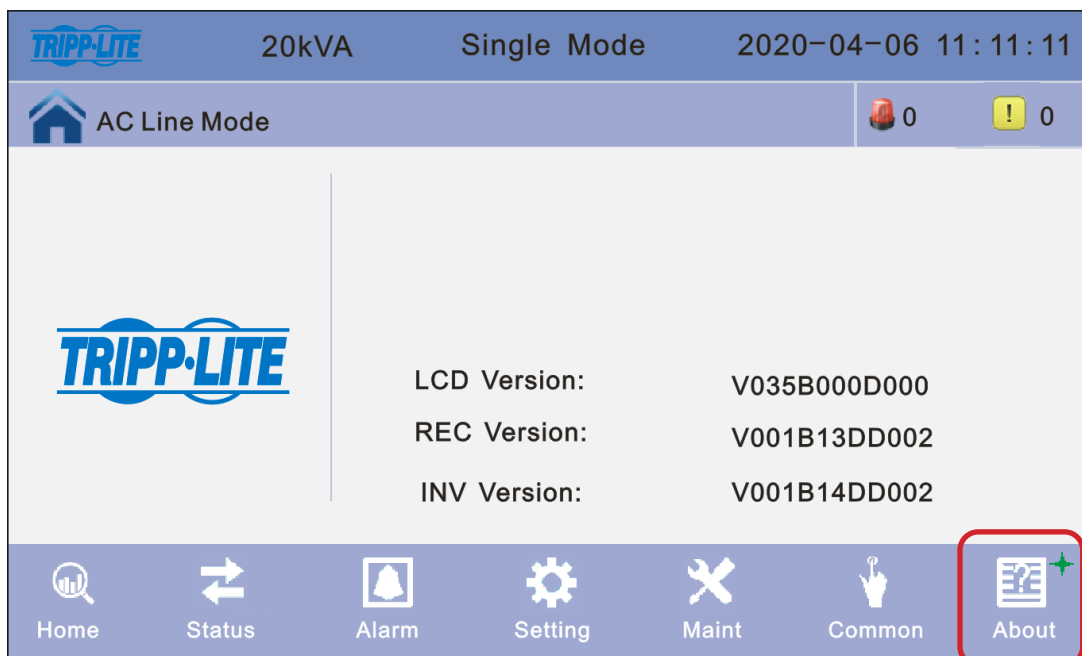 TRIPP·LITE 20kVA Single Mode 2020-04-06 11:11:11
AC Line Mode 0 ! 0
TRIPP·LITE
LCD Version: V035B000D000
REC Version: V001B13DD002
INV Version: V001B14DD002
?
Home Status Alarm Setting Maint Common About